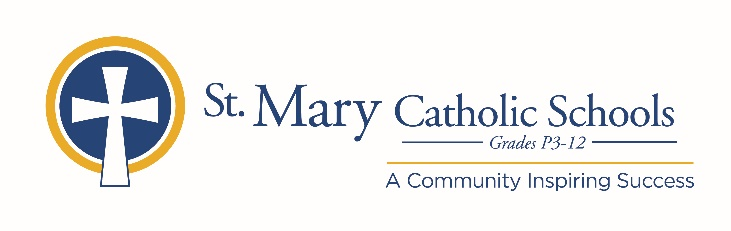 St. Mary Catholic Schools
Grades P3-12
A Community Inspiring Success